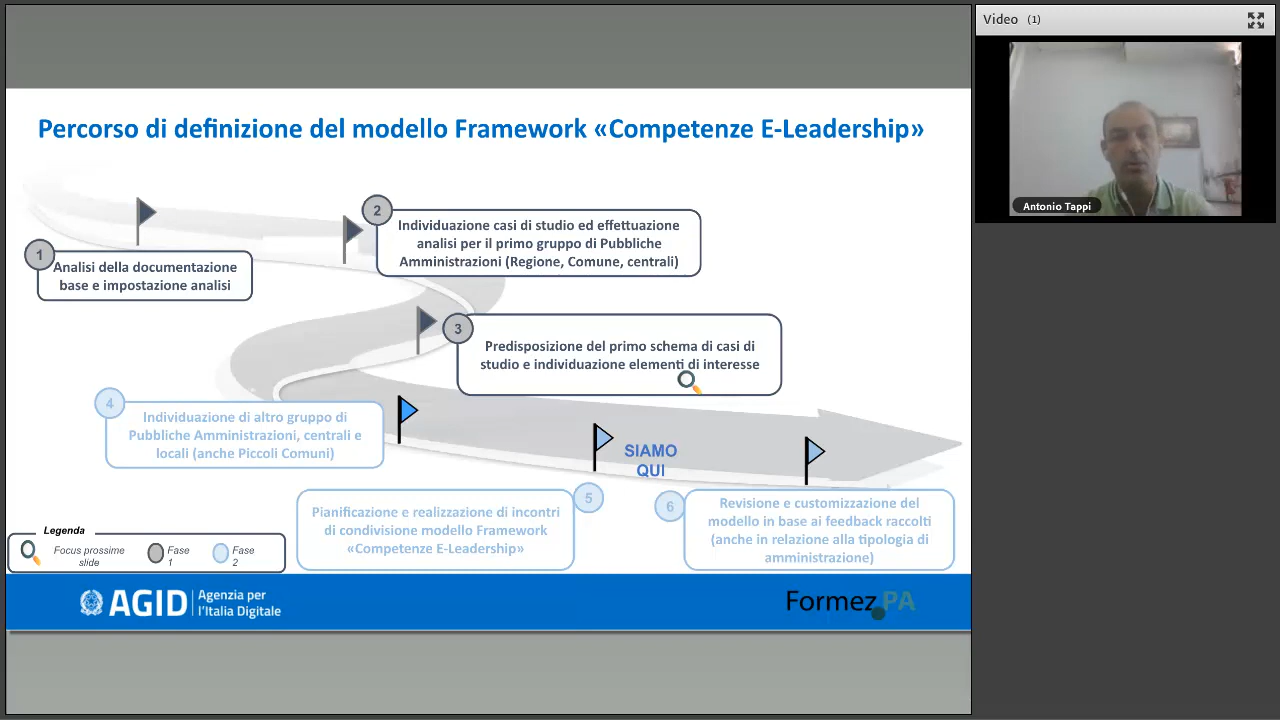 Percorso di definizione del modello Framework «Competenze E-Leadership»
1
Analisi della documentazione
base e impostazione analisi
2
Individuazione casi di studio ed effettuazione
analisi per il primo gruppo di Pubbliche
Amministrazioni (Regione, Comune, centrali)
3
Predisposizione del primo schema di casi di
studio e individuazione elementi di interesse
4
Individuazione di altro gruppo di
Pubbliche Amministrazioni, centrali e
locali (anche Piccoli Comuni)
SIAMO
QUI
5
Pianificazione e realizzazione di incontri
di condivisione modello Framework
«Competenze E-Leadership»
6
Revisione e customizzazione del
modello in base ai feedback raccolti
(anche in relazione alla tipologia di
amministrazione)
Legenda
Focus prossime
slide
Fase
1
Fase
2
AGID
Agenzia per
l'Italia Digitale
Formez PA
Video (1)
Antonio Tappi